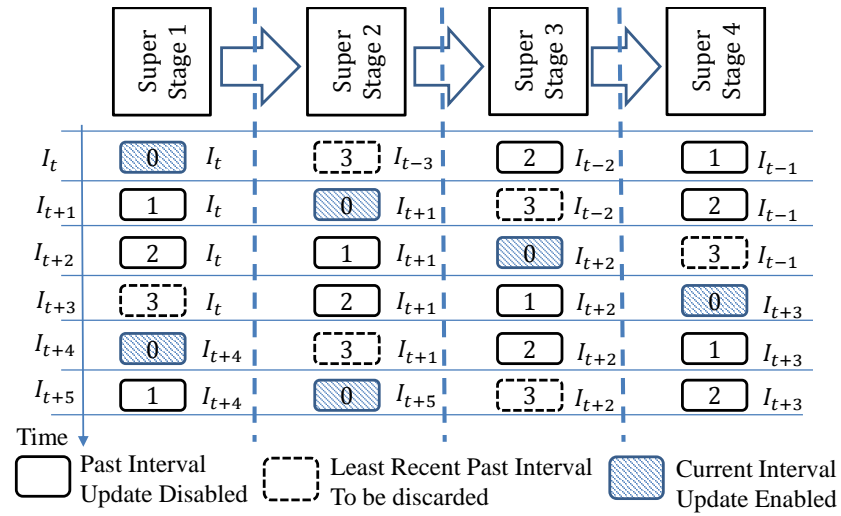 Super Stage 1
Super Stage 2
Super Stage 3
Super Stage 4
I_t 0 I_t 3 I_{t-3} 2 I_{t-2} 1 I_{t-1}
I_{t+1} 1 I_t 0 I_{t+1} 3 I_{t-2} 2 I_{t-1}
I_{t+2} 2 I_t 1 I_{t+1} 0 I_{t+2} 3 I_{t-1}
I_{t+3} 3 I_t 2 I_{t+1} 1 I_{t+2} 0 I_{t+3}
I_{t+4} 0 I_{t+4} 3 I_{t+1} 2 I_{t+2} 1 I_{t+3}
I_{t+5} 1 I_{t+4} 0 I_{t+5} 3 I_{t+2} 2 I_{t+3}
Time
Past Interval
Update Disabled
Least Recent Past Interval
To be discarded
Current Interval
Update Enabled